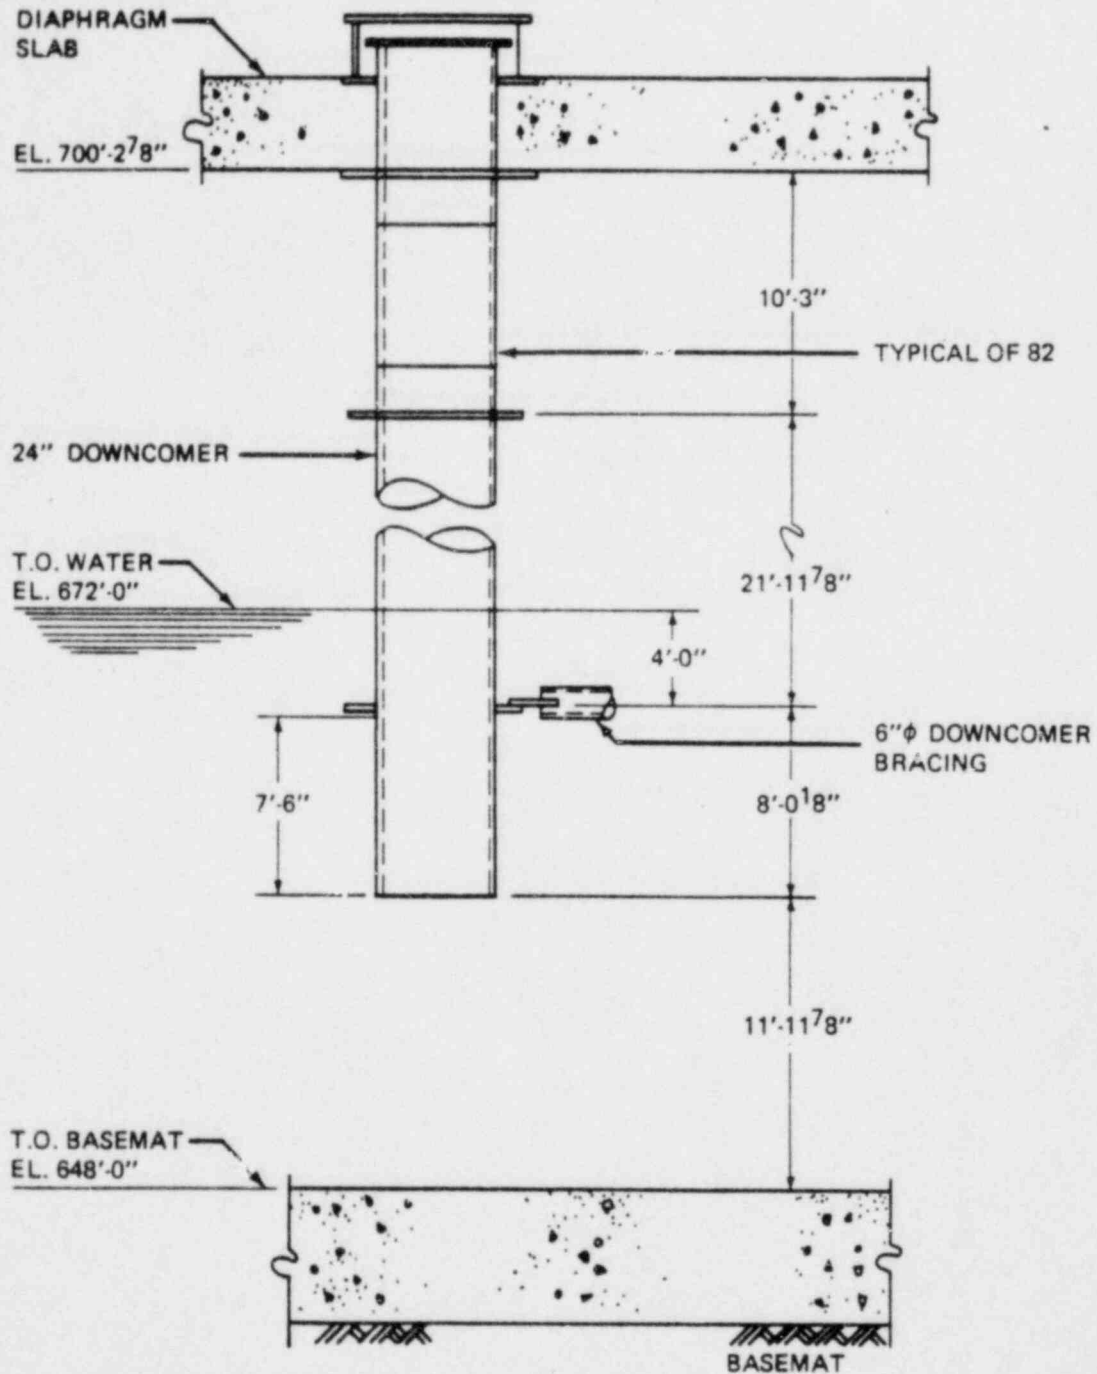 DIAPHRAGM
SLAB
EL. 700'-2⁷8"
10'-3"
TYPICAL OF 82
24" DOWNCOMER
T.O. WATER
EL. 672'-0"
21'-11⁷8"
4'-0"
6"ϕ DOWNCOMER
BRACING
7'-6"
8'-0¹8"
11'-11⁷8"
T.O. BASEMAT
EL. 648'-0"
BASEMAT